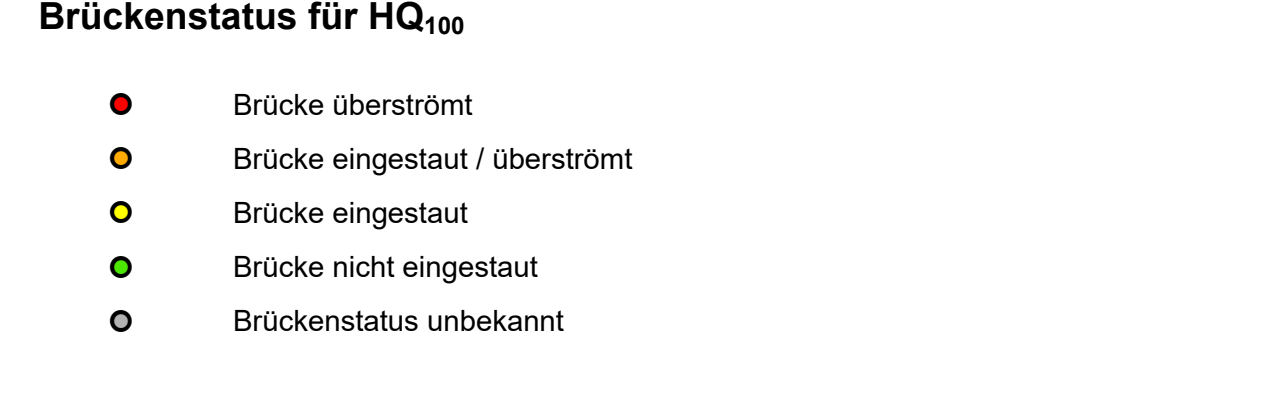 Brückenstatus für HQ₁₀₀
Brücke überströmt
Brücke eingestaut / überströmt
Brücke eingestaut
Brücke nicht eingestaut
Brückenstatus unbekannt